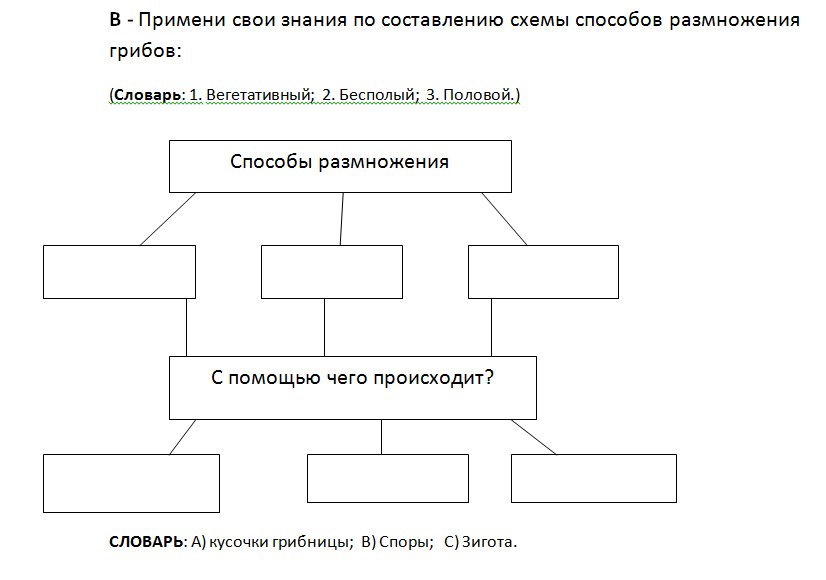 В - Примени свои знания по составлению схемы способов размножения
грибов:
(Словарь: 1. Вегетативный; 2. Бесполый; 3. Половой.)
Способы размножения
С помощью чего происходит?
СЛОВАРЬ: А) кусочки грибницы; В) Споры; С) Зигота.